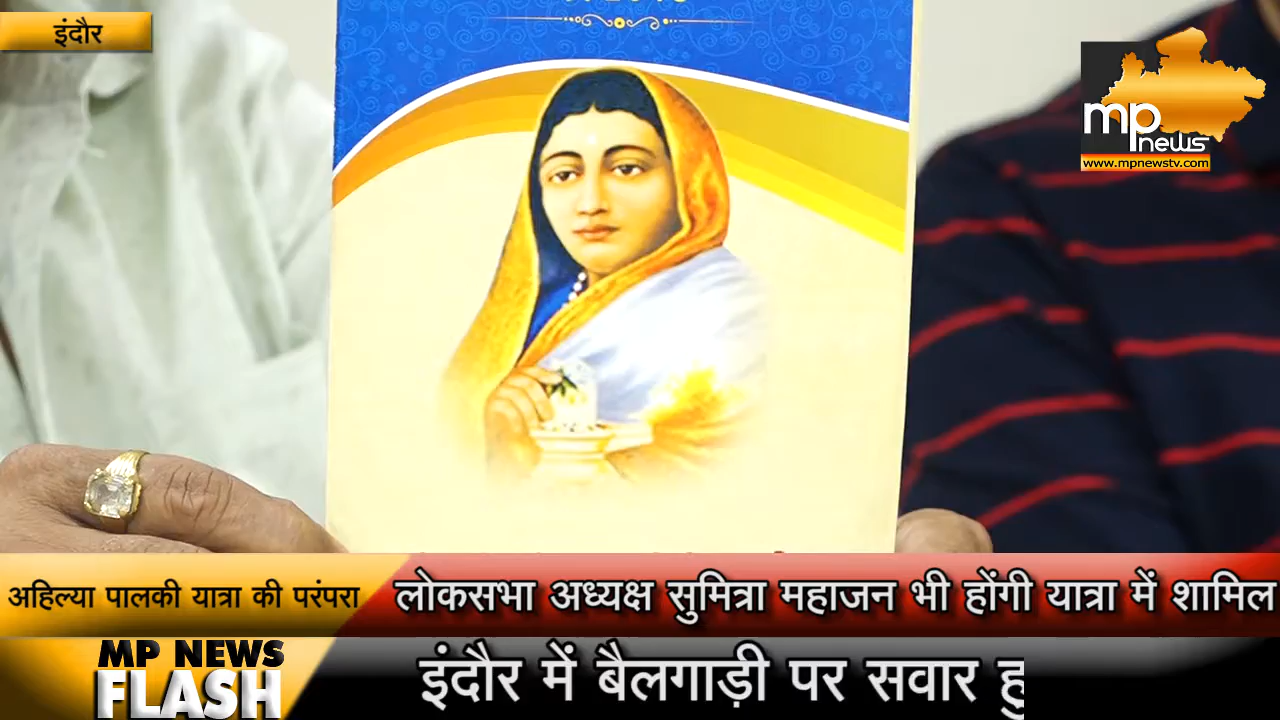 इंदौर
mp
news
www.mpnewstv.com
अहिल्या पालकी यात्रा की परंपरा
लोकसभा अध्यक्ष सुमित्रा महाजन भी होंगी यात्रा में शामिल
MP NEWS
FLASH
इंदौर में बैलगाड़ी पर सवार हु